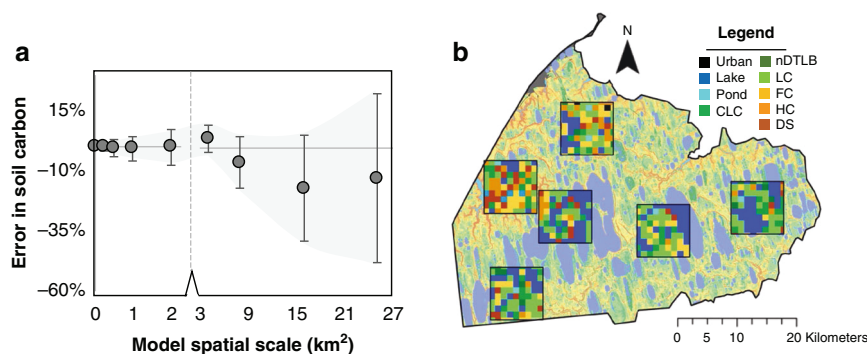 a
Error in soil carbon
15%
−10%
−35%
−60%
0 1 2 3 9 15 21 27
Model spatial scale (km²)
b
N
Legend
Urban
Lake
Pond
CLC
nDTLB
LC
FC
HC
DS
0 5 10 20 Kilometers